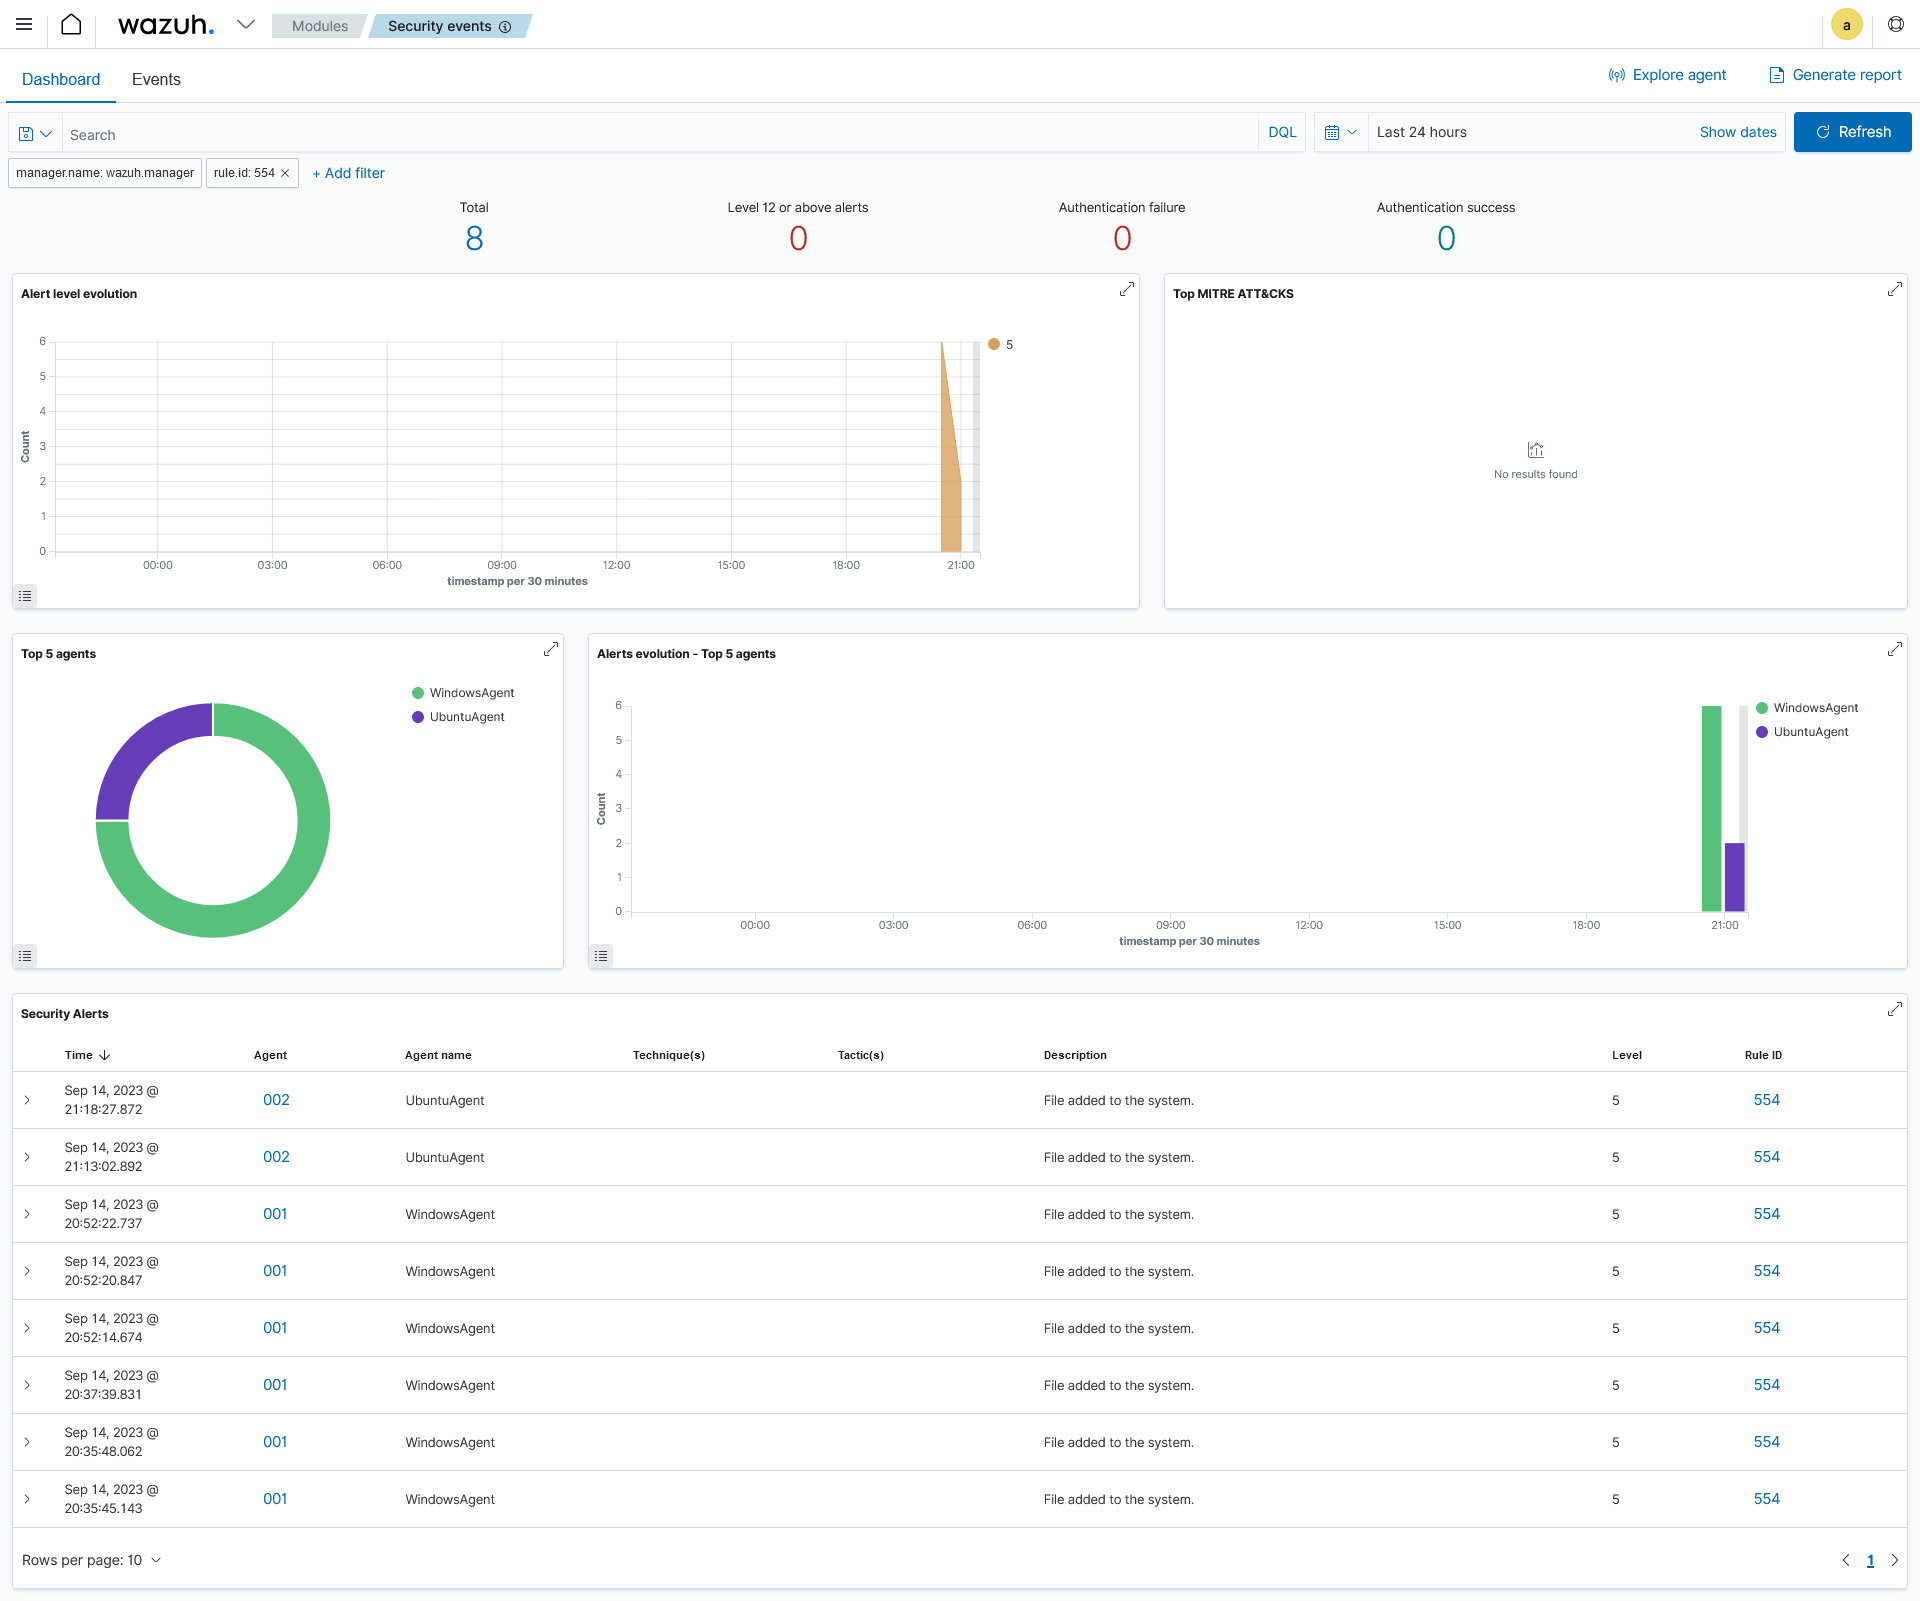 wazuh.
Modules
Security events
a
Dashboard
Events
Explore agent
Generate report
Search
DQL
Last 24 hours
Show dates
Refresh
manager.name: wazuh.manager
rule.id: 554
+ Add filter
Total
8
Level 12 or above alerts
0
Authentication failure
0
Authentication success
0
Alert level evolution
6
5
4
3
2
1
0
Count
00:00 03:00 06:00 09:00 12:00 15:00 18:00 21:00
timestamp per 30 minutes
5
Top MITRE ATT&CKS
No results found
Top 5 agents
WindowsAgent
UbuntuAgent
Alerts evolution - Top 5 agents
6
5
4
3
2
1
0
Count
00:00 03:00 06:00 09:00 12:00 15:00 18:00 21:00
timestamp per 30 minutes
WindowsAgent
UbuntuAgent
Security Alerts
Time Agent Agent name Technique(s) Tactic(s) Description Level Rule ID
Sep 14, 2023 @
21:18:27.872
002 UbuntuAgent File added to the system. 5 554
Sep 14, 2023 @
21:13:02.892
002 UbuntuAgent File added to the system. 5 554
Sep 14, 2023 @
20:52:22.737
001 WindowsAgent File added to the system. 5 554
Sep 14, 2023 @
20:52:20.847
001 WindowsAgent File added to the system. 5 554
Sep 14, 2023 @
20:52:14.674
001 WindowsAgent File added to the system. 5 554
Sep 14, 2023 @
20:37:39.831
001 WindowsAgent File added to the system. 5 554
Sep 14, 2023 @
20:35:48.062
001 WindowsAgent File added to the system. 5 554
Sep 14, 2023 @
20:35:45.143
001 WindowsAgent File added to the system. 5 554
Rows per page: 10
1